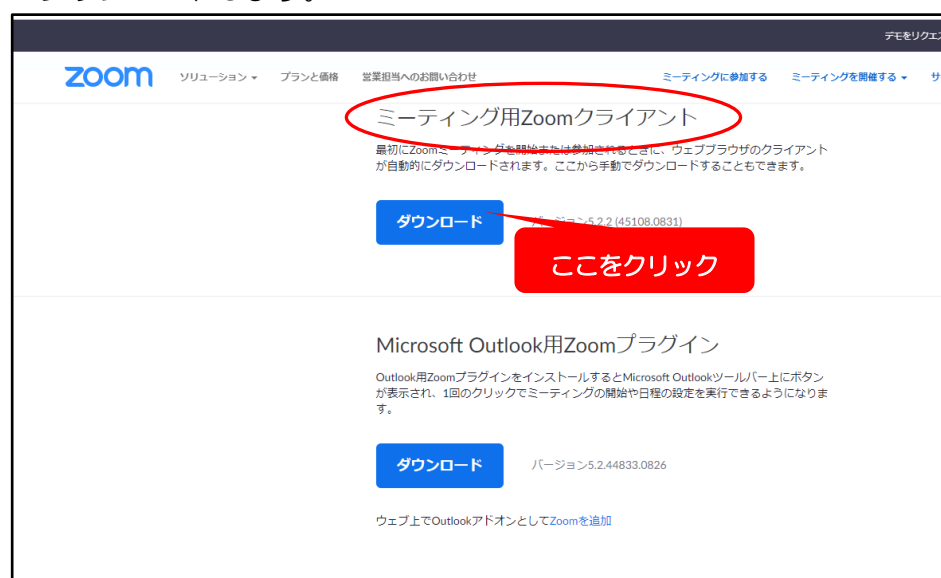 デモをリクエス
zoom ソリューション プランと価格 営業担当へのお問い合わせ ミーティングに参加する ミーティングを開催する サ
ミーティング用Zoomクライアント
最初にZoomミーティングを開始または参加されるときに、ウェブブラウザのクライアント
が自動的にダウンロードされます。ここから手動でダウンロードすることもできます。
ダウンロード バージョン5.2.2 (45108.0831)
ここをクリック
Microsoft Outlook用Zoomプラグイン
Outlook用ZoomプラグインをインストールするとMicrosoft Outlookツールバー上にボタン
が表示され、1回のクリックでミーティングの開始や日程の設定を実行できるようになりま
す。
ダウンロード バージョン5.2.44833.0826
ウェブ上でOutlookアドオンとしてZoomを追加